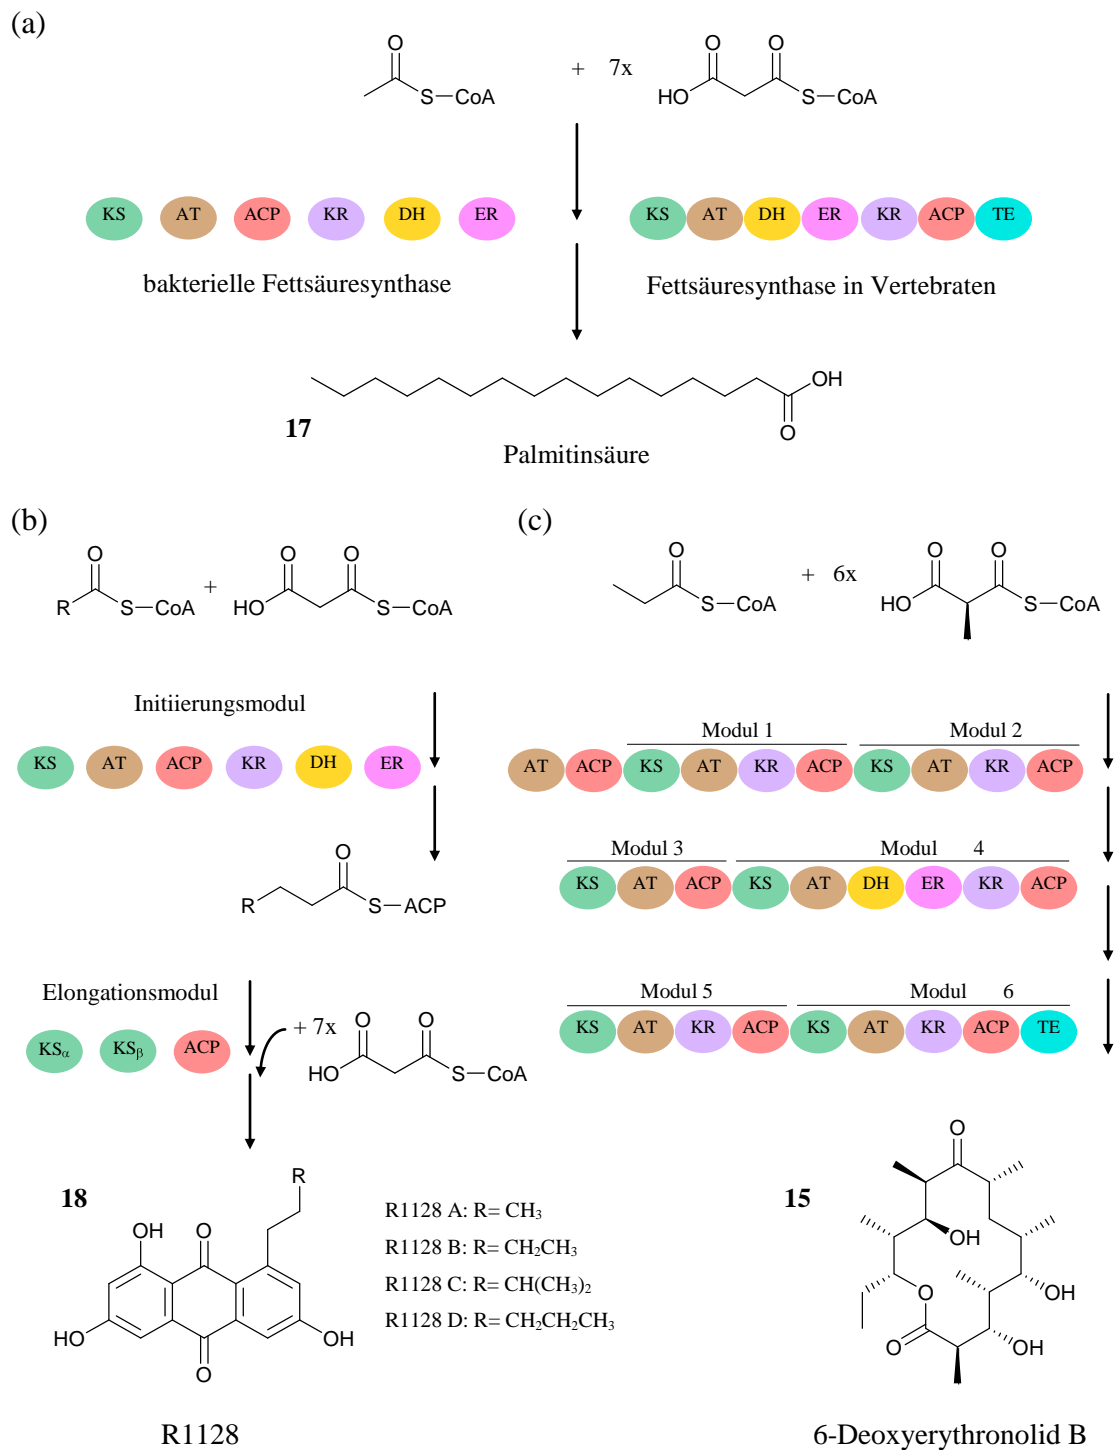 (a)
O
S—CoA
+ 7x
O O
HO S—CoA
KS AT ACP KR DH ER
KS AT DH ER KR ACP TE
bakterielle Fettsäuresynthase
Fettsäuresynthase in Vertebraten
OH
O
17
Palmitinsäure
(b)
O
R S—CoA
+
O O
HO S—CoA
Initiierungsmodul
KS AT ACP KR DH ER
O
R S—ACP
Elongationsmodul
KSα KSβ ACP
+ 7x
O O
HO S—CoA
18
R
OH O
HO OH
O
R1128 A: R= CH3
R1128 B: R= CH2CH3
R1128 C: R= CH(CH3)2
R1128 D: R= CH2CH2CH3
R1128
(c)
O
S—CoA
+ 6x
O O
HO S—CoA
Modul 1 Modul 2
AT ACP KS AT KR ACP KS AT KR ACP
Modul 3 Modul 4
KS AT ACP KS AT DH ER KR ACP
Modul 5 Modul 6
KS AT KR ACP KS AT KR ACP TE
15
O
OH
O OH
O OH
6-Deoxyerythronolid B